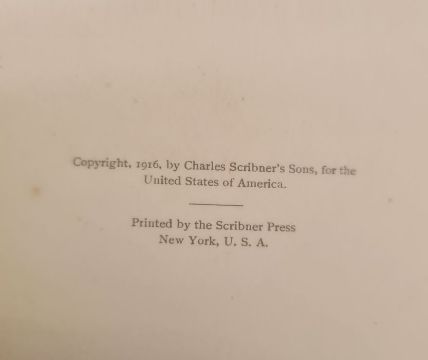 Copyright, 1916, by Charles Scribner's Sons, for the
United States of America.
Printed by the Scribner Press
New York, U. S. A.